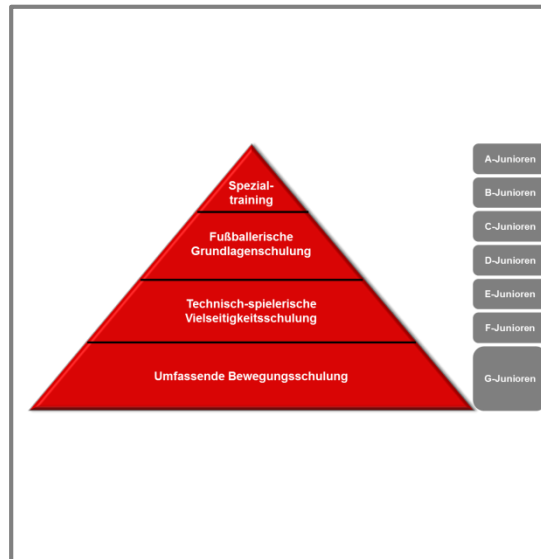 Spezial-
training
Fußballerische
Grundlagenschulung
Technisch-spielerische
Vielseitigkeitsschulung
Umfassende Bewegungsschulung
A-Junioren
B-Junioren
C-Junioren
D-Junioren
E-Junioren
F-Junioren
G-Junioren